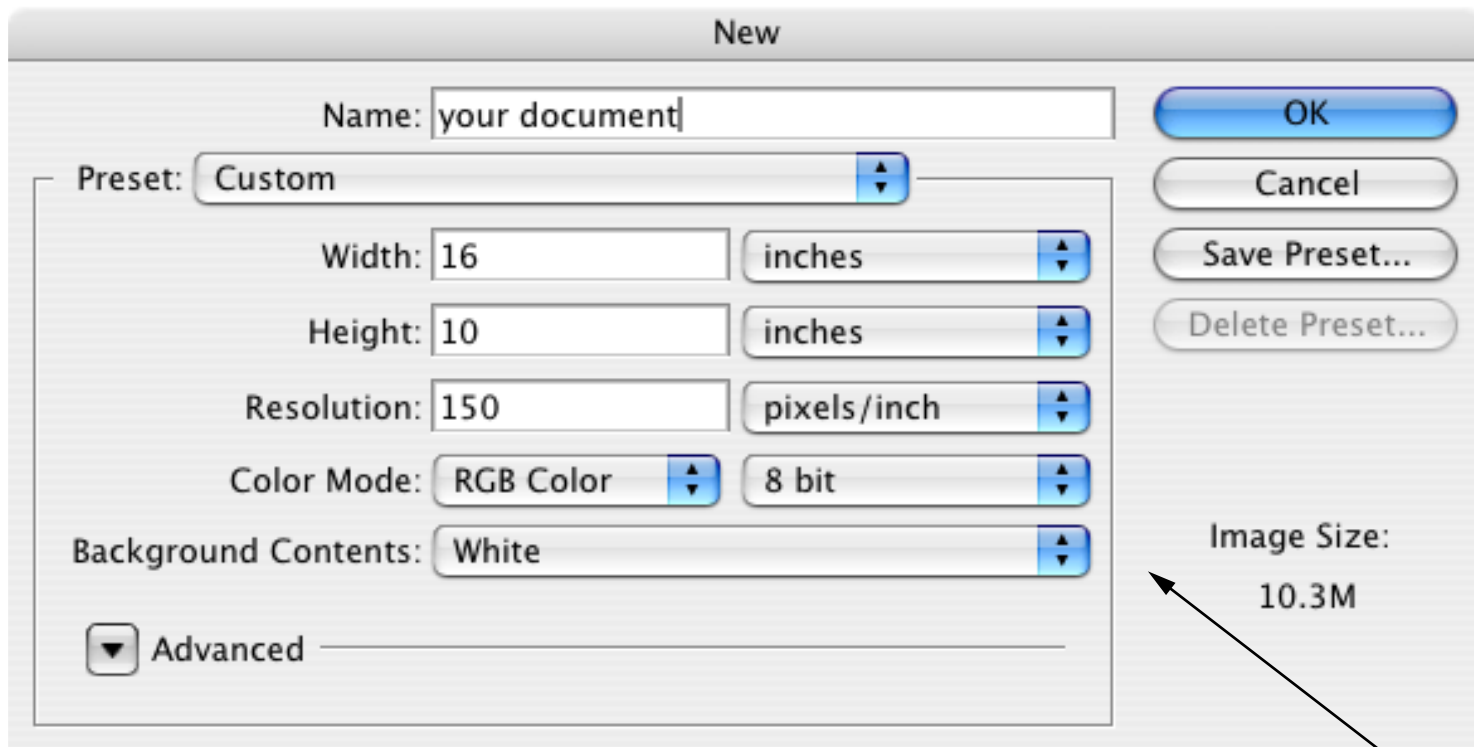 New
Name: your document
OK
Preset: Custom
Cancel
Width: 16 inches
Save Preset...
Height: 10 inches
Delete Preset...
Resolution: 150 pixels/inch
Color Mode: RGB Color 8 bit
Background Contents: White
Image Size:
10.3M
Advanced